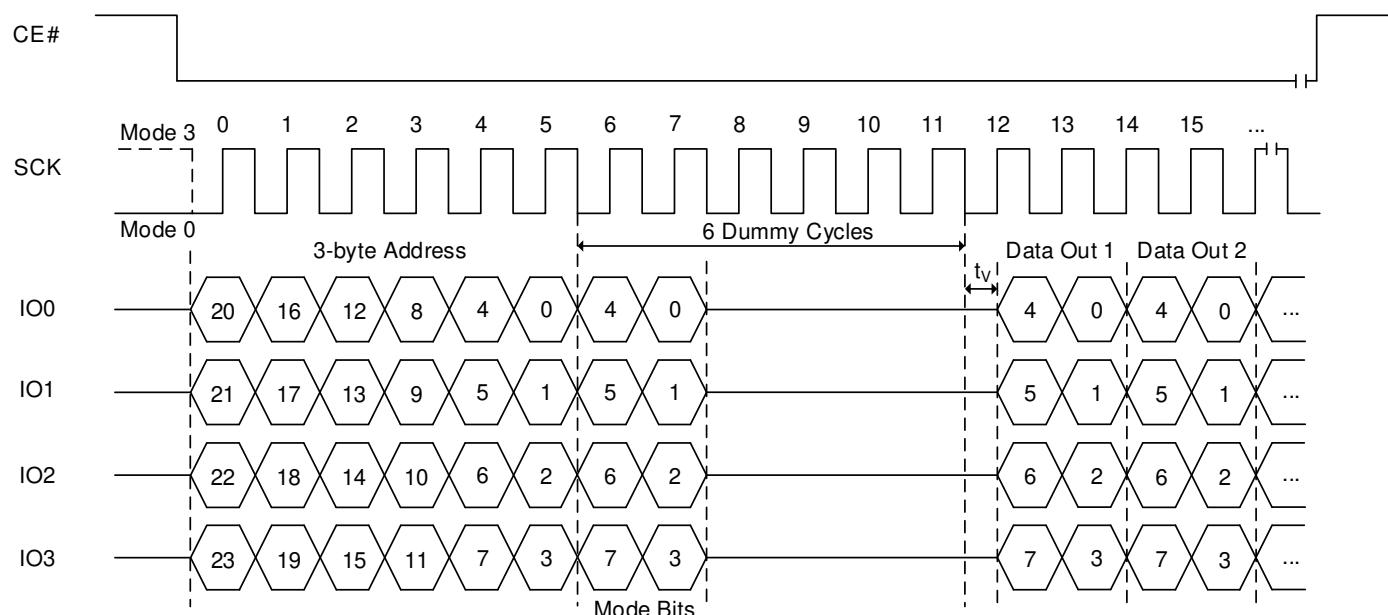 CE#
Mode 3
0 1 2 3 4 5 6 7 8 9 10 11 12 13 14 15 ...
SCK
Mode 0
3-byte Address
6 Dummy Cycles
tV
Data Out 1
Data Out 2
IO0
20 16 12 8 4 0 4 0 4 0 4 0 ...
IO1
21 17 13 9 5 1 5 1 5 1 5 1 ...
IO2
22 18 14 10 6 2 6 2 6 2 6 2 ...
IO3
23 19 15 11 7 3 7 3 7 3 7 3 ...
Mode Bits